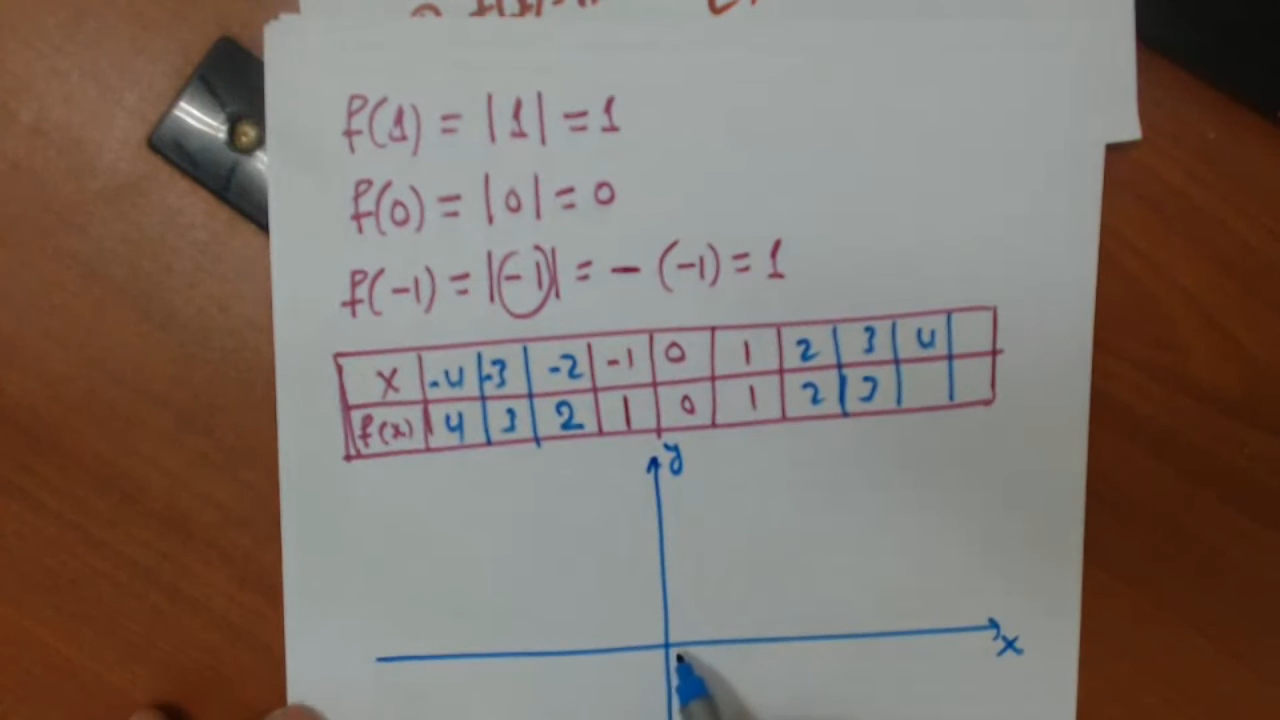 f(1) = |1| = 1
f(0) = |0| = 0
f(-1) = |(-1)| = - (-1) = 1
x -4 -3 -2 -1 0 1 2 3 4
f(x) 4 3 2 1 0 1 2 3
y
x